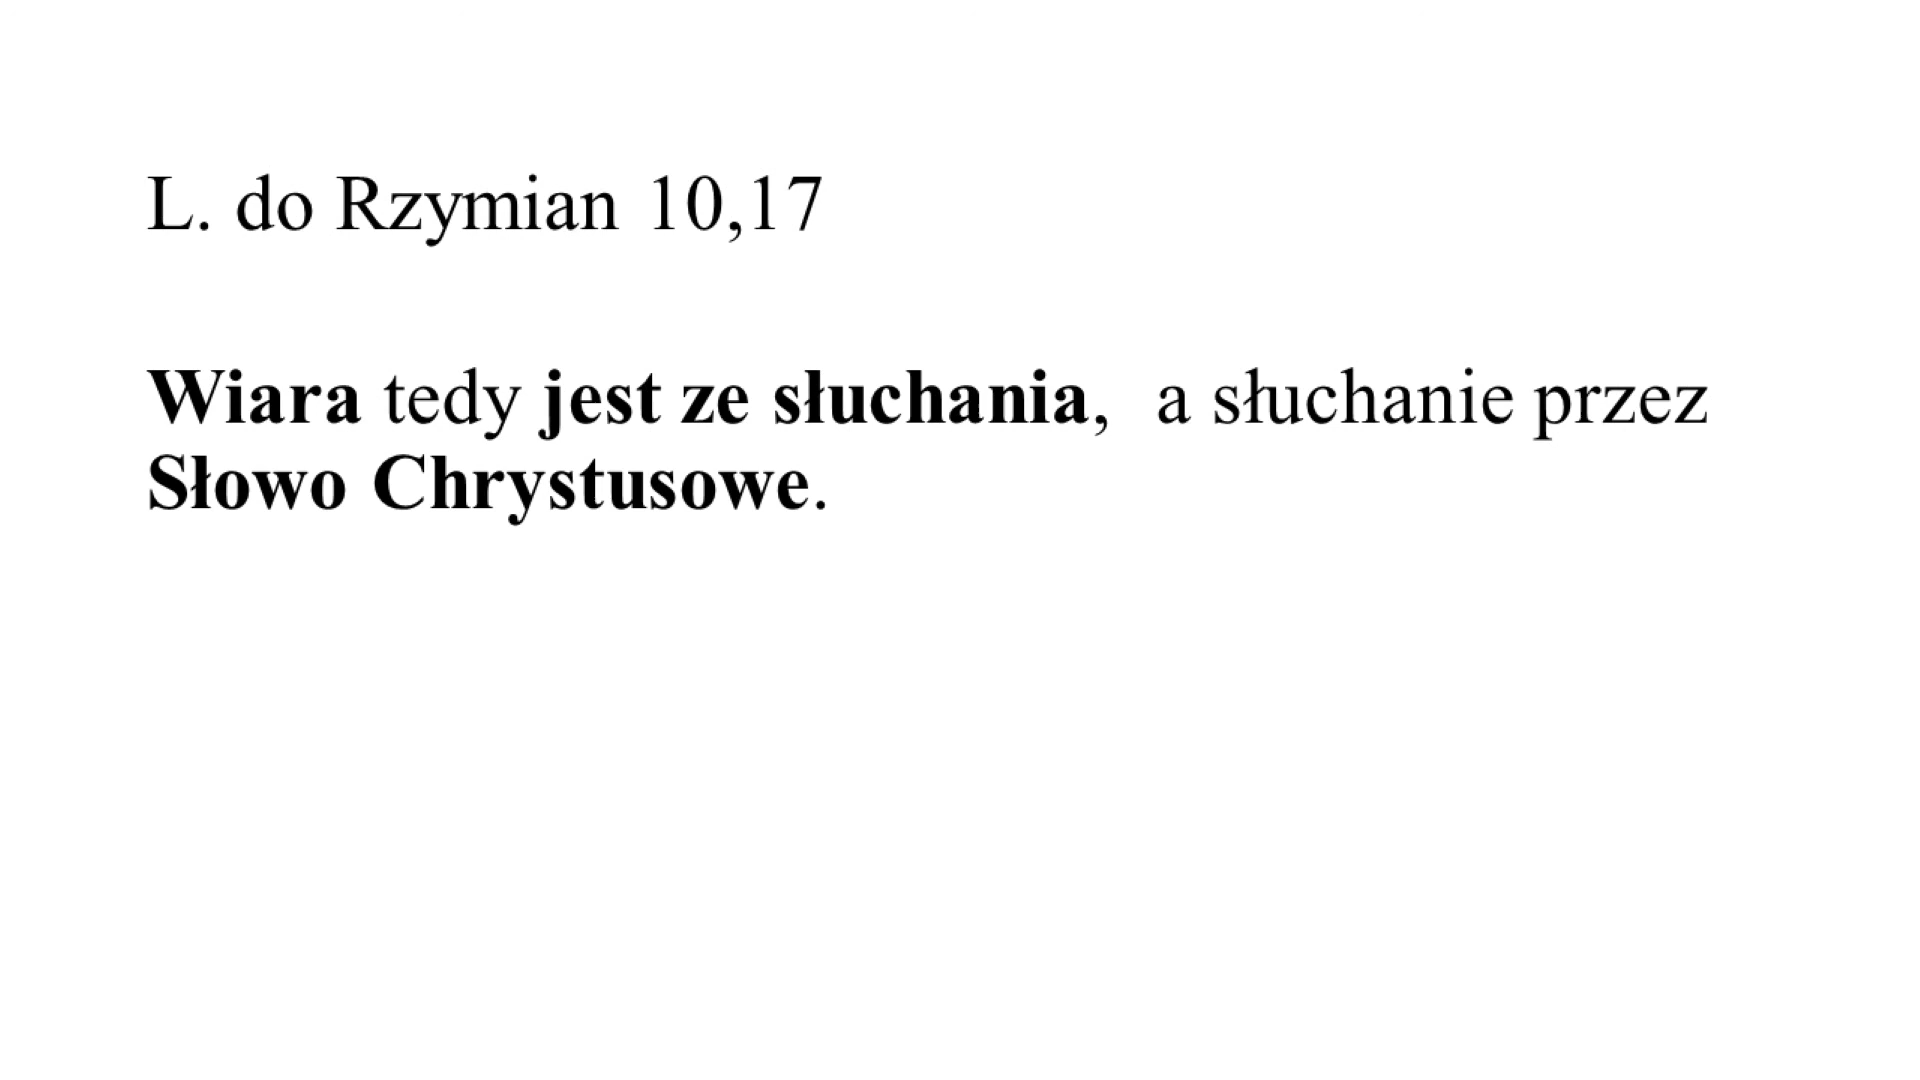 L. do Rzymian 10,17
Wiara tedy jest ze słuchania, a słuchanie przez
Słowo Chrystusowe.